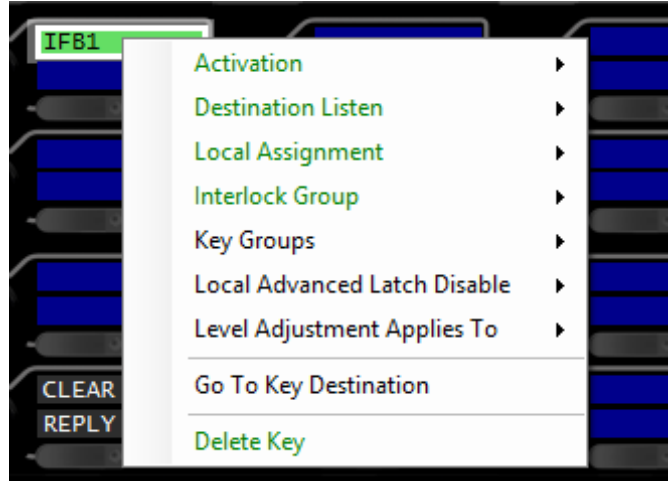 IFB1
Activation
Destination Listen
Local Assignment
Interlock Group
Key Groups
Local Advanced Latch Disable
Level Adjustment Applies To
Go To Key Destination
Delete Key
CLEAR
REPLY